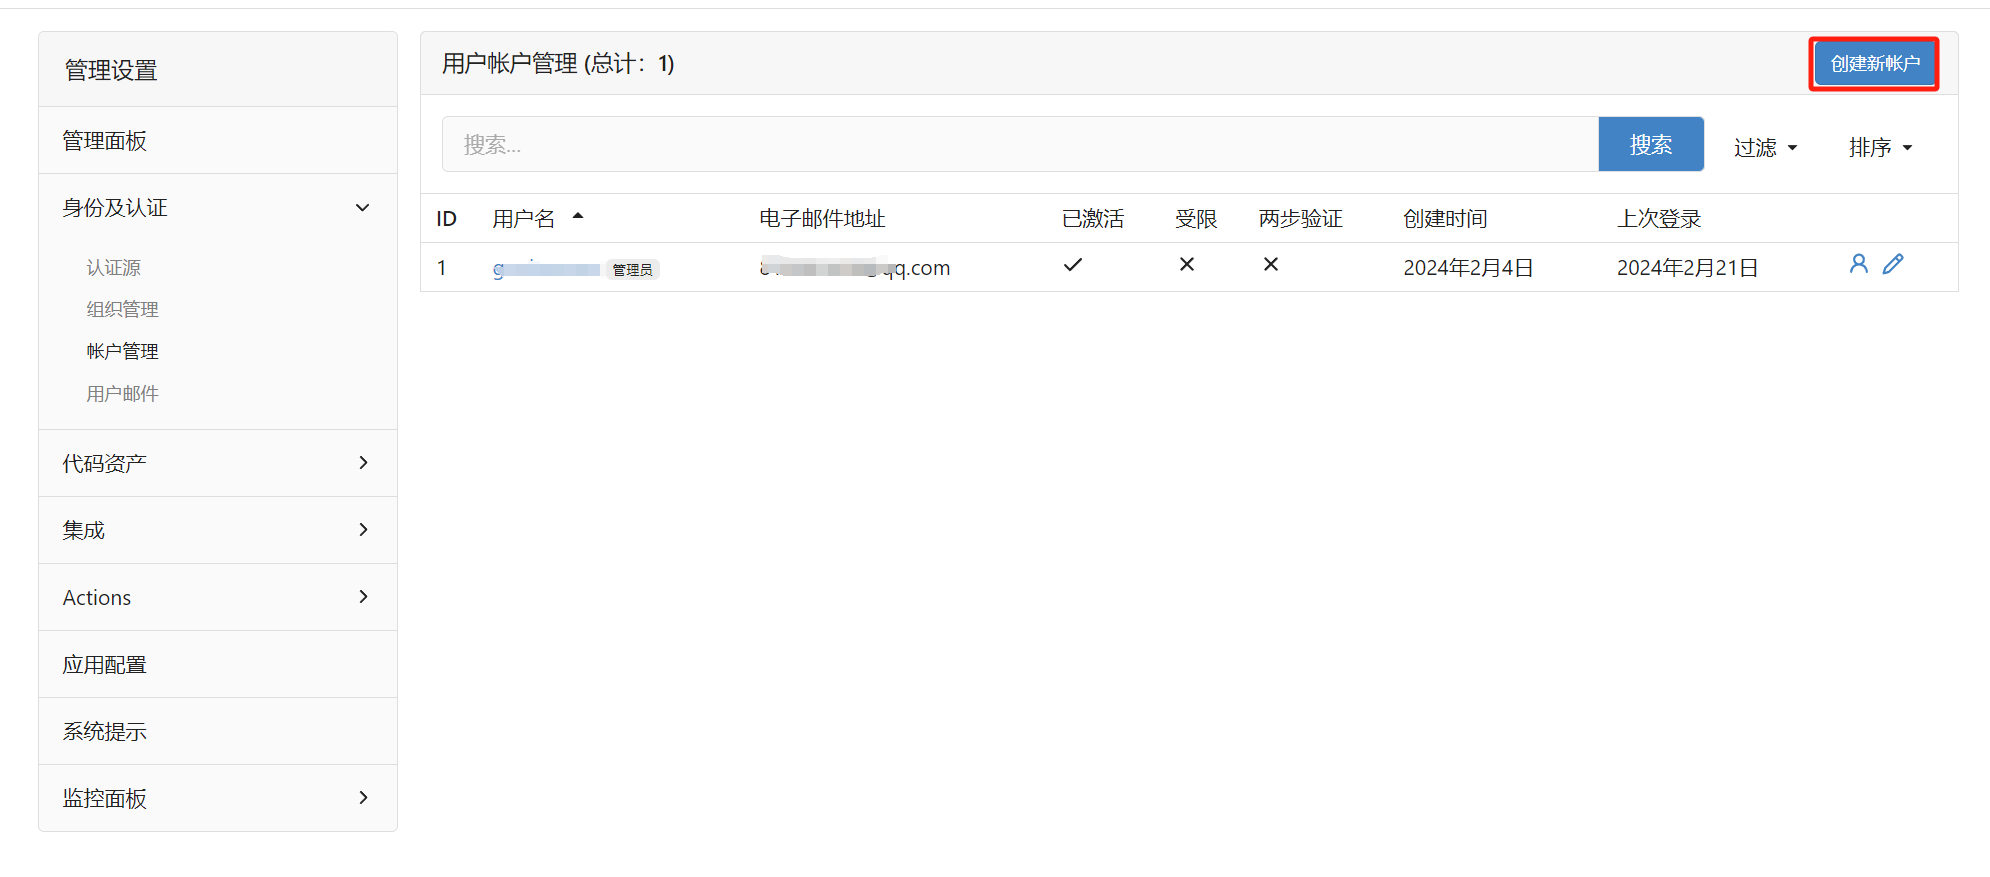 管理设置
管理面板
身份及认证
认证源
组织管理
帐户管理
用户邮件
代码资产
集成
Actions
应用配置
系统提示
监控面板
用户帐户管理 (总计：1)
创建新帐户
搜索...
搜索
过滤
排序
ID 用户名 电子邮件地址 已激活 受限 两步验证 创建时间 上次登录
1 管理员 qq.com 2024年2月4日 2024年2月21日